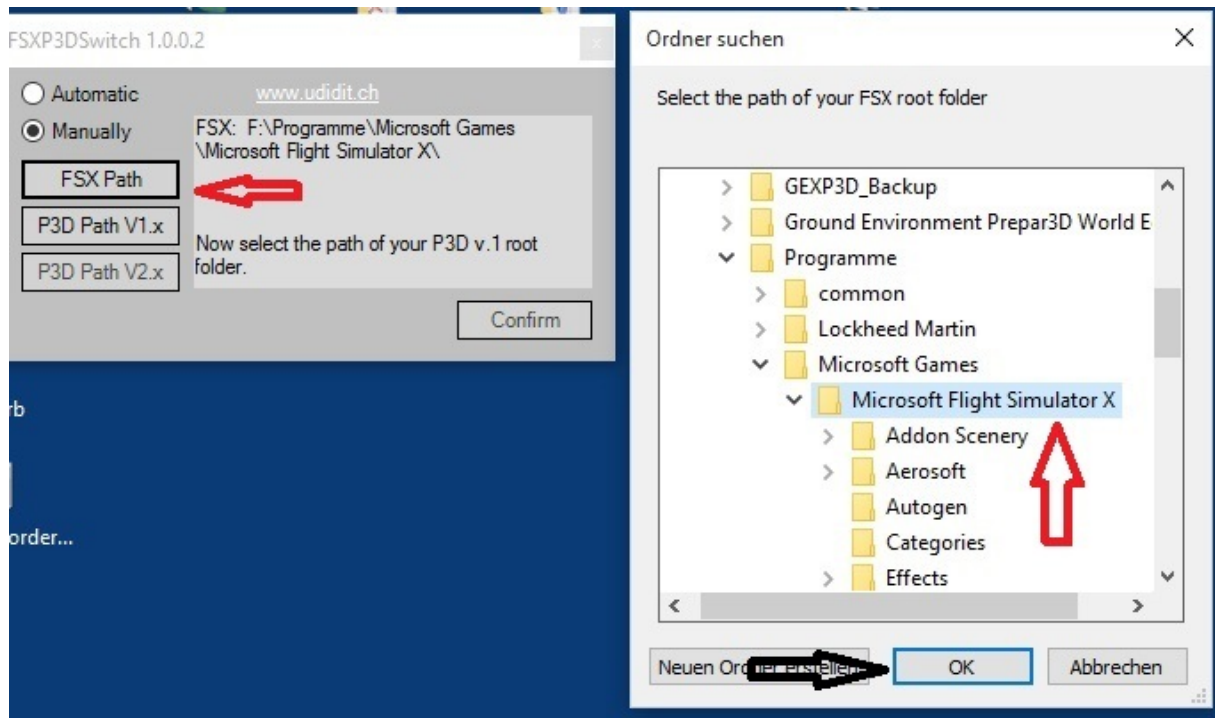 FSXP3DSwitch 1.0.0.2
x
Automatic
www.udidit.ch
Manually
FSX: F:\Programme\Microsoft Games
\Microsoft Flight Simulator X\
FSX Path
P3D Path V1.x
Now select the path of your P3D v.1 root
folder.
P3D Path V2.x
Confirm
rb
order...
Ordner suchen
Select the path of your FSX root folder
GEXP3D_Backup
Ground Environment Prepar3D World E
Programme
common
Lockheed Martin
Microsoft Games
Microsoft Flight Simulator X
Addon Scenery
Aerosoft
Autogen
Categories
Effects
Neuen Ordner erstellen
OK
Abbrechen